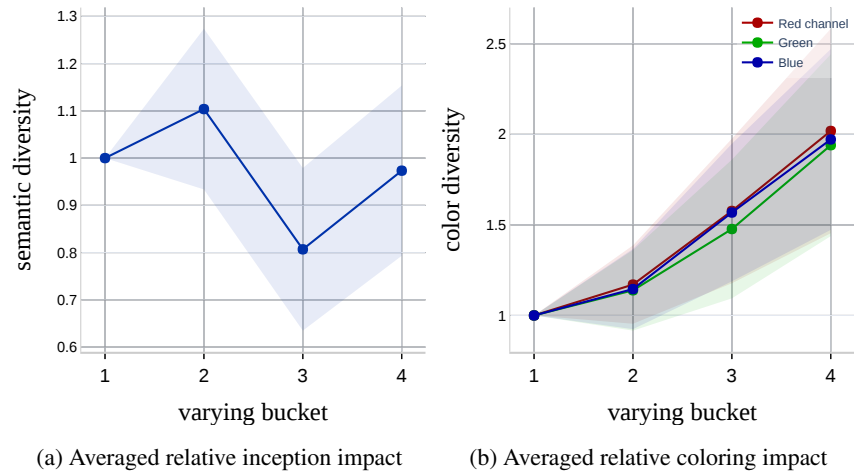 semantic diversity
1.3
1.2
1.1
1
0.9
0.8
0.7
0.6
1
2
3
4
varying bucket
(a) Averaged relative inception impact
color diversity
2.5
2
1.5
1
Red channel
Green
Blue
1
2
3
4
varying bucket
(b) Averaged relative coloring impact